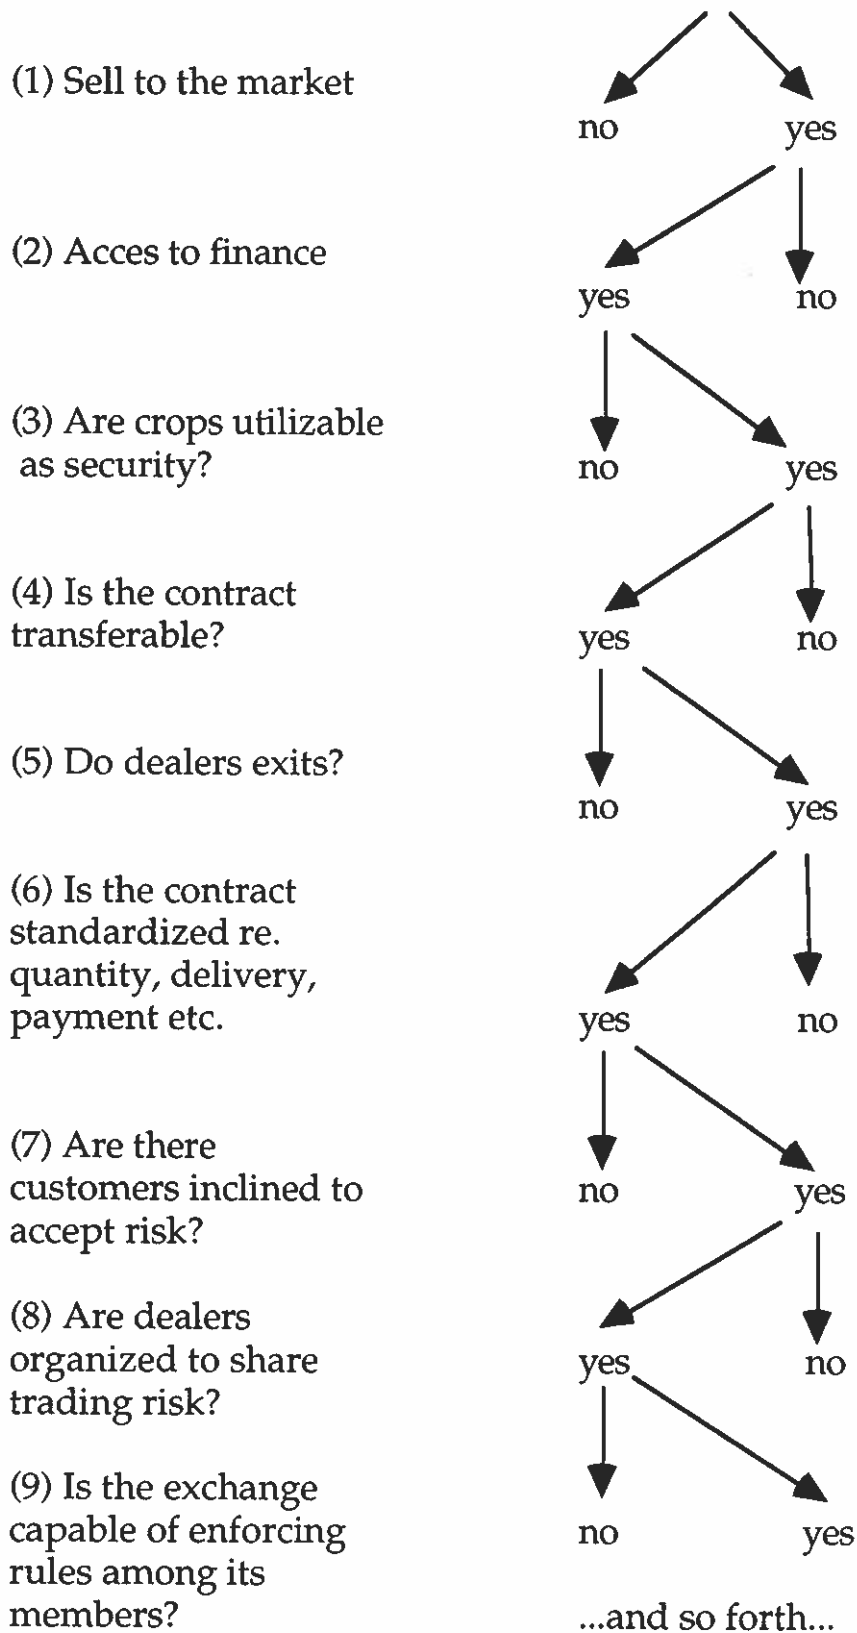 (1) Sell to the market
no yes
(2) Acces to finance
yes no
(3) Are crops utilizable
as security?
no yes
(4) Is the contract
transferable?
yes no
(5) Do dealers exits?
no yes
(6) Is the contract
standardized re.
quantity, delivery,
payment etc.
yes no
(7) Are there
customers inclined to
accept risk?
no yes
(8) Are dealers
organized to share
trading risk?
yes no
(9) Is the exchange
capable of enforcing
rules among its
members?
no yes
...and so forth...